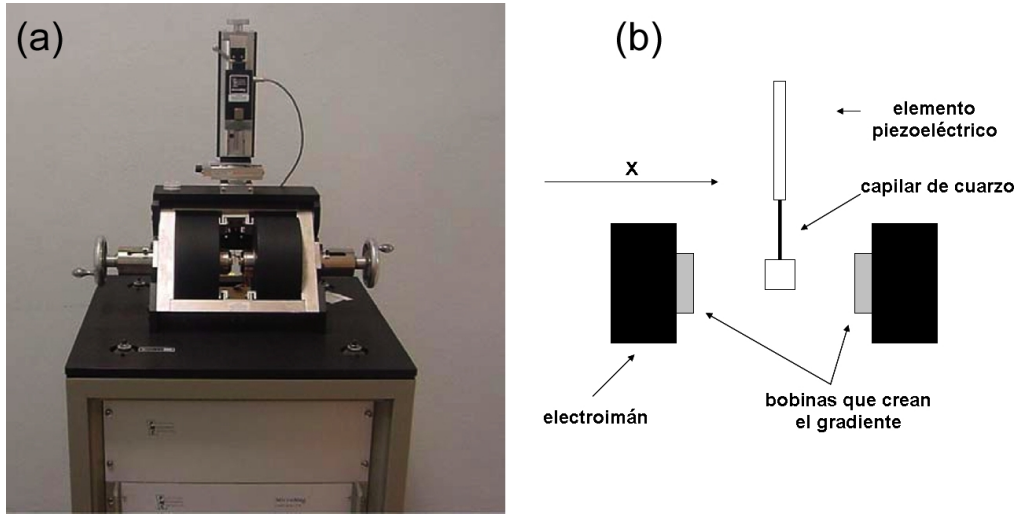 (a)
(b)
elemento
piezoeléctrico
X
capilar de cuarzo
electroimán
bobinas que crean
el gradiente